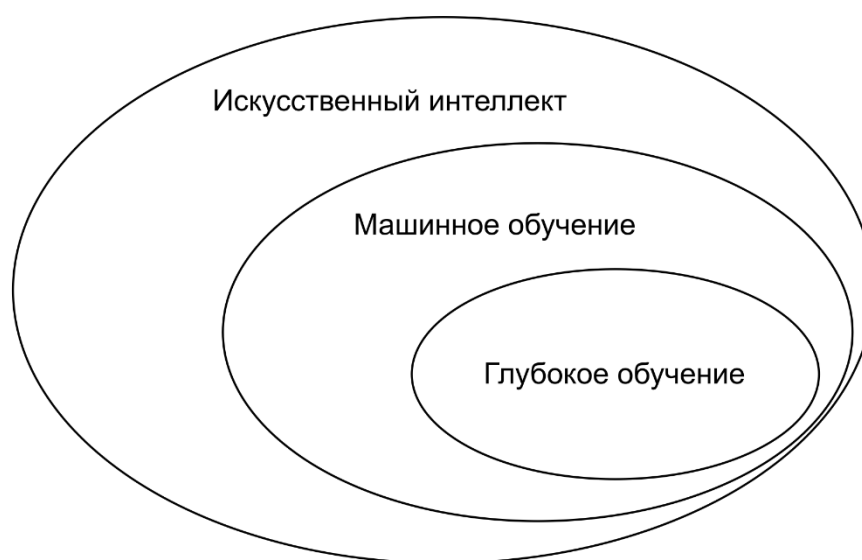 Искусственный интеллект
Машинное обучение
Глубокое обучение